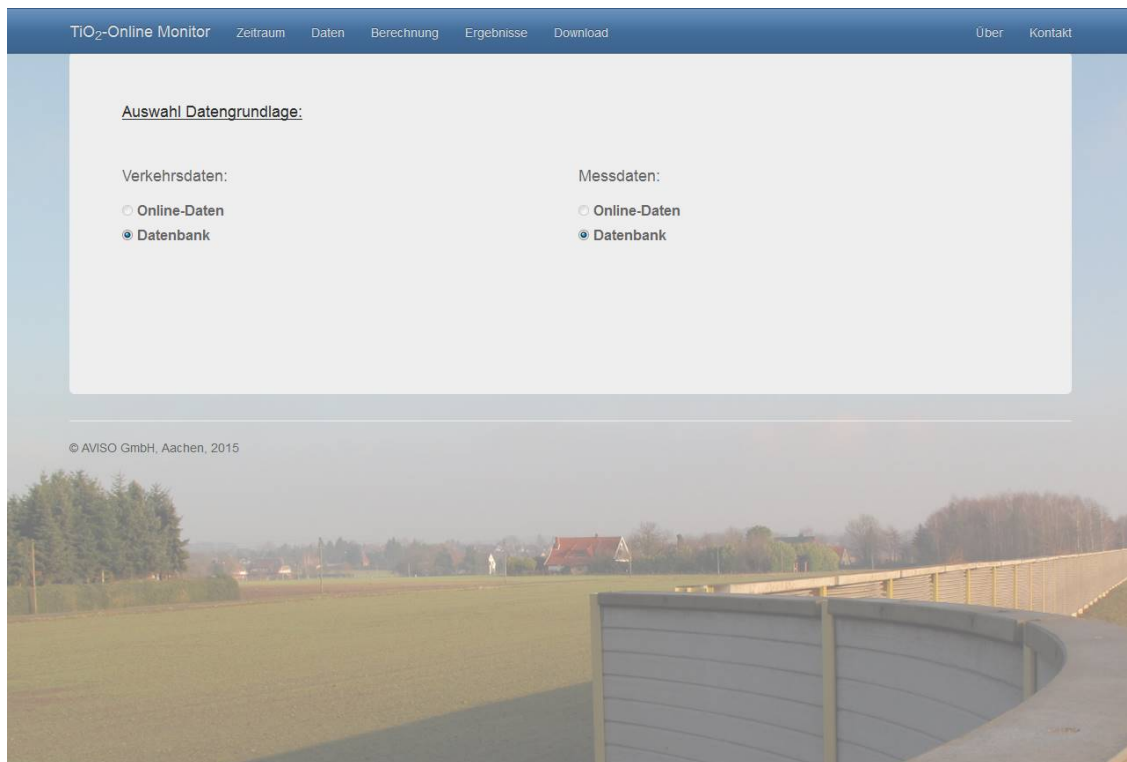 TiO₂-Online Monitor Zeitraum Daten Berechnung Ergebnisse Download Über Kontakt
Auswahl Datengrundlage:
Verkehrsdaten: Messdaten:
Online-Daten Online-Daten
Datenbank Datenbank
© AVISO GmbH, Aachen, 2015